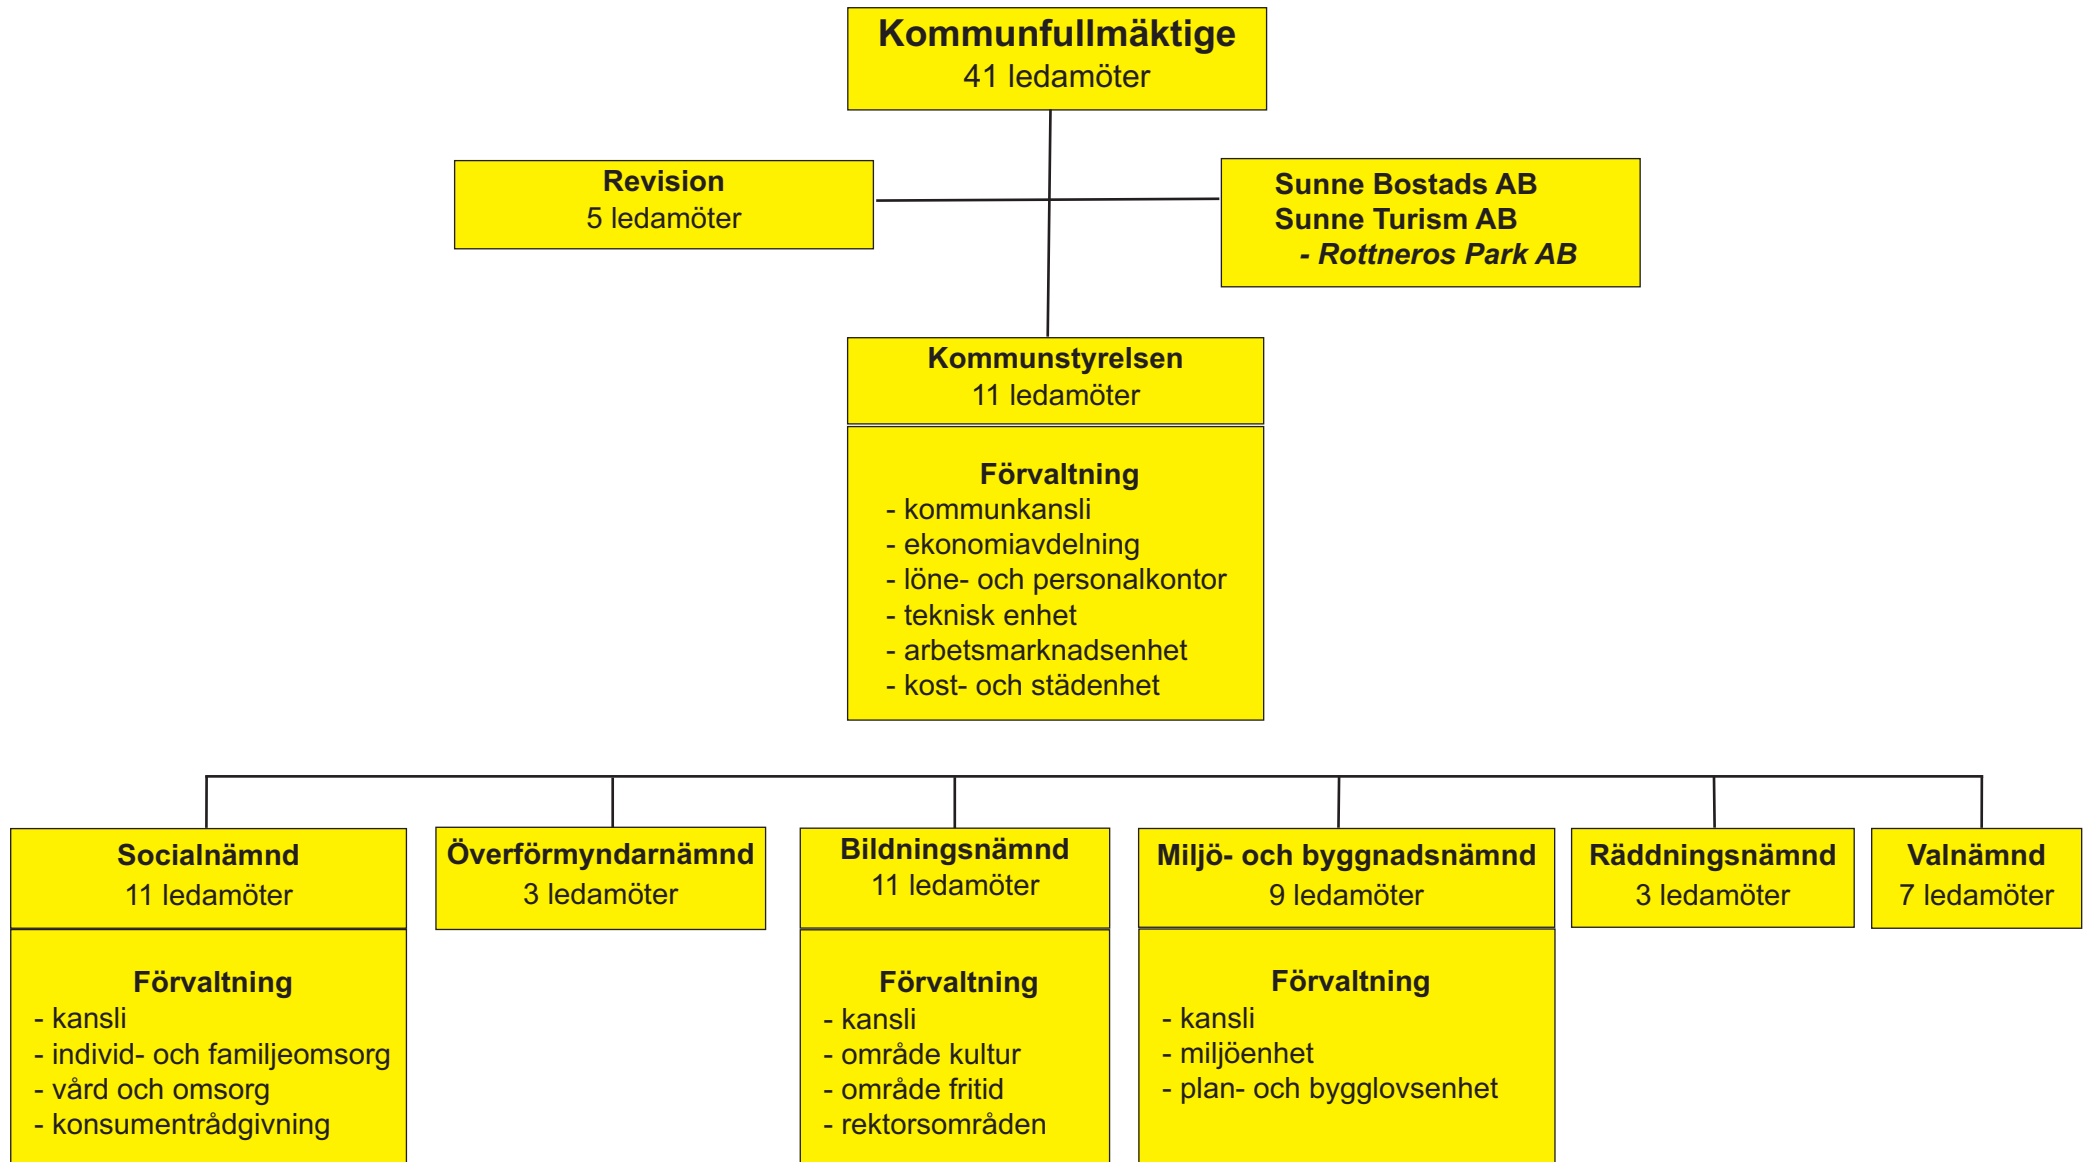 Kommunfullmäktige
41 ledamöter
Revision
5 ledamöter
Sunne Bostads AB
Sunne Turism AB
- Rottneros Park AB
Kommunstyrelsen
11 ledamöter
Förvaltning
- kommunkansli
- ekonomiavdelning
- löne- och personalkontor
- teknisk enhet
- arbetsmarknadsenhet
- kost- och städenhet
Socialnämnd
11 ledamöter
Förvaltning
- kansli
- individ- och familjeomsorg
- vård och omsorg
- konsumentrådgivning
Överförmyndarnämnd
3 ledamöter
Bildningsnämnd
11 ledamöter
Förvaltning
- kansli
- område kultur
- område fritid
- rektorsområden
Miljö- och byggnadsnämnd
9 ledamöter
Förvaltning
- kansli
- miljöenhet
- plan- och bygglovsenhet
Räddningsnämnd
3 ledamöter
Valnämnd
7 ledamöter